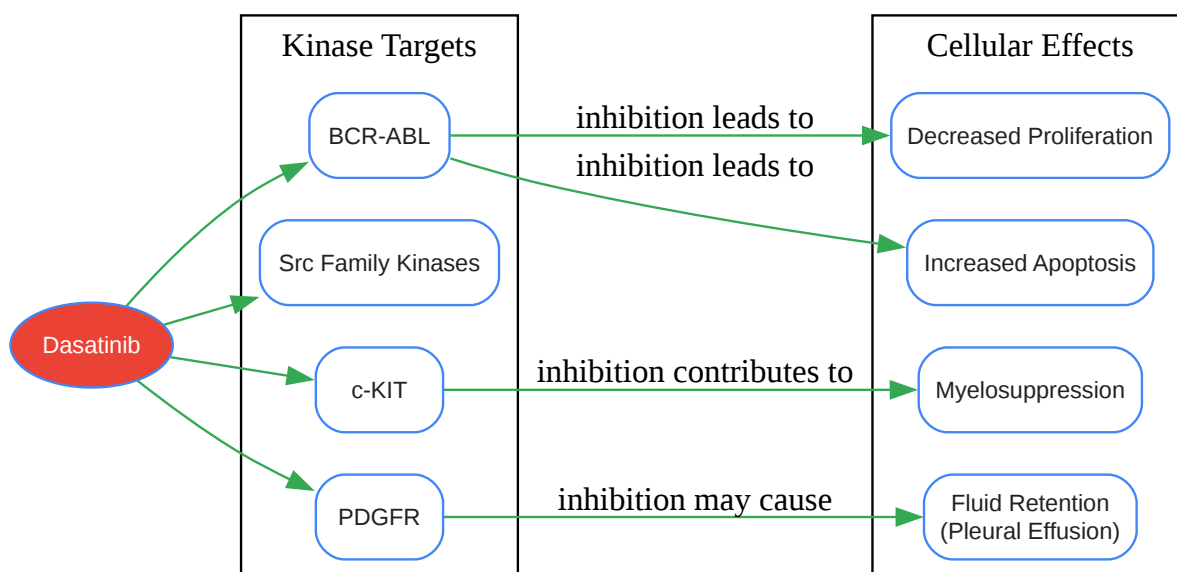 Kinase Targets
Cellular Effects
BCR-ABL
inhibition leads to
Decreased Proliferation
inhibition leads to
Src Family Kinases
Increased Apoptosis
Dasatinib
c-KIT
inhibition contributes to
Myelosuppression
PDGFR
inhibition may cause
Fluid Retention
(Pleural Effusion)